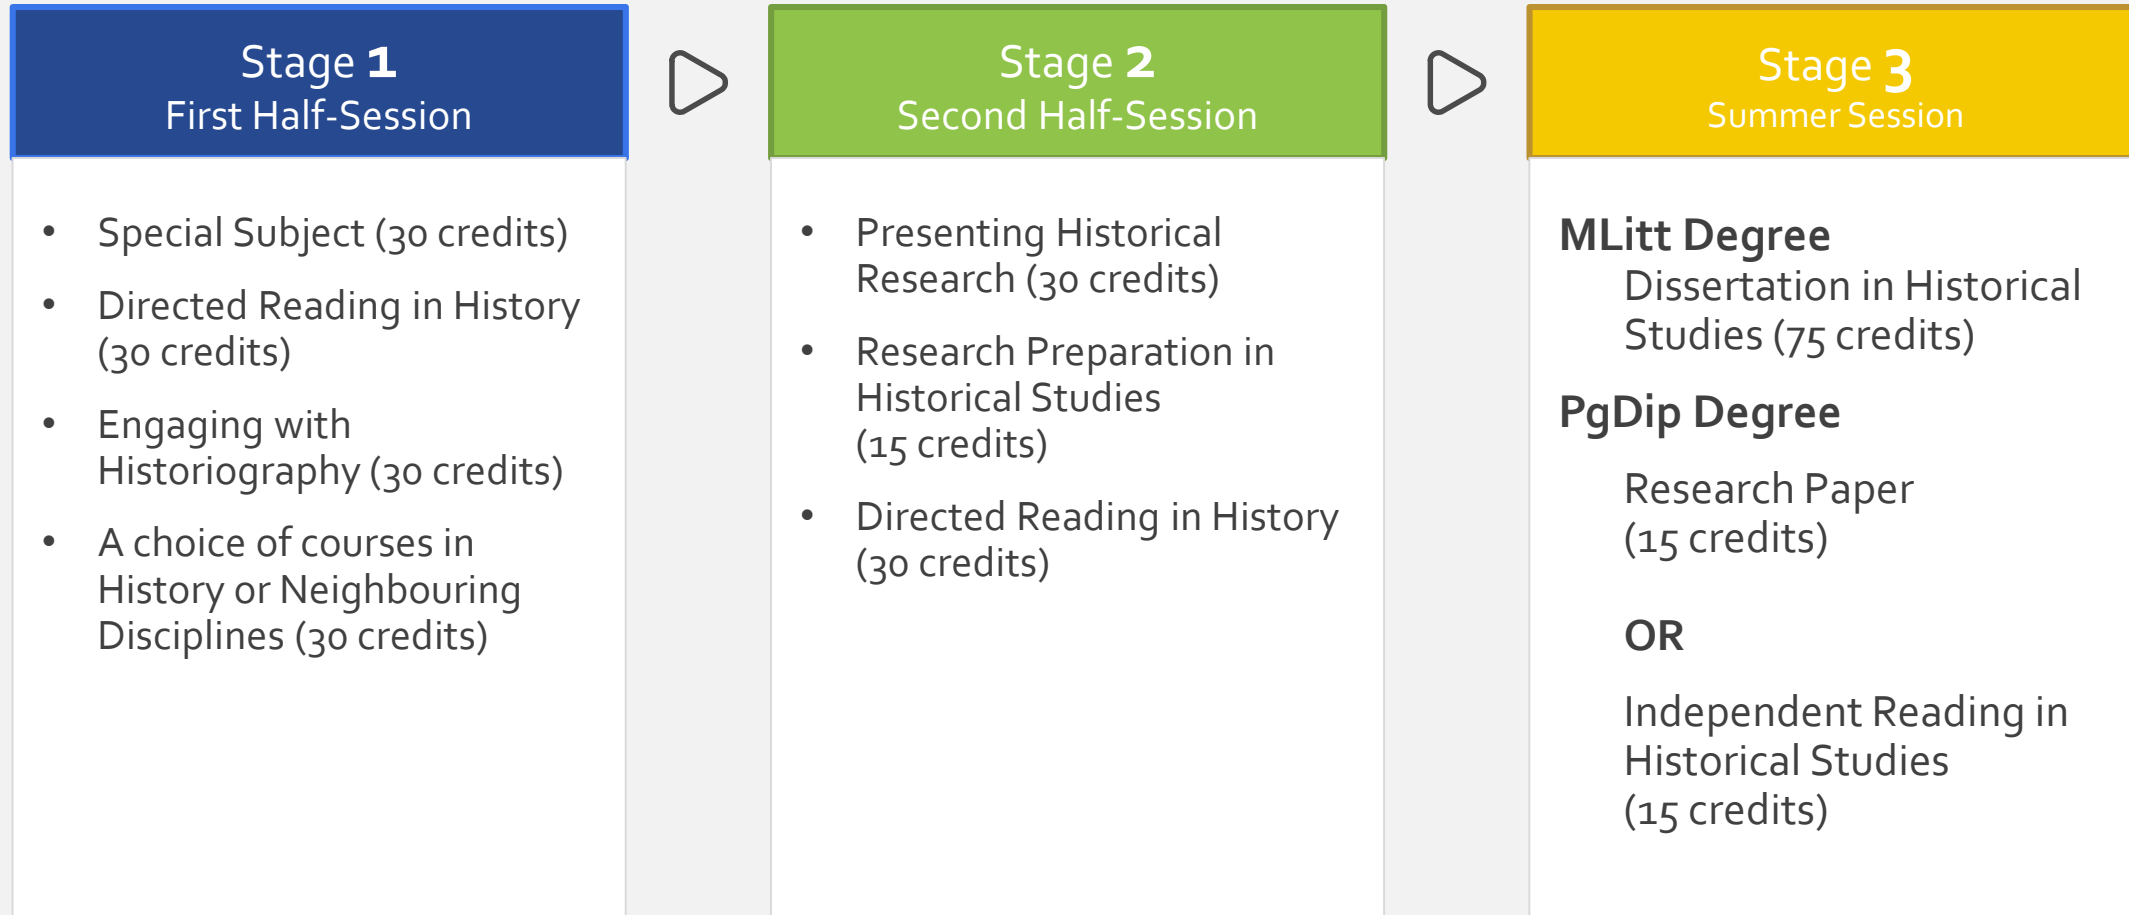 Stage 1
First Half-Session
• Special Subject (30 credits)
• Directed Reading in History
(30 credits)
• Engaging with
Historiography (30 credits)
• A choice of courses in
History or Neighbouring
Disciplines (30 credits)
Stage 2
Second Half-Session
• Presenting Historical
Research (30 credits)
• Research Preparation in
Historical Studies
(15 credits)
• Directed Reading in History
(30 credits)
Stage 3
Summer Session
MLitt Degree
Dissertation in Historical
Studies (75 credits)
PgDip Degree
Research Paper
(15 credits)
OR
Independent Reading in
Historical Studies
(15 credits)